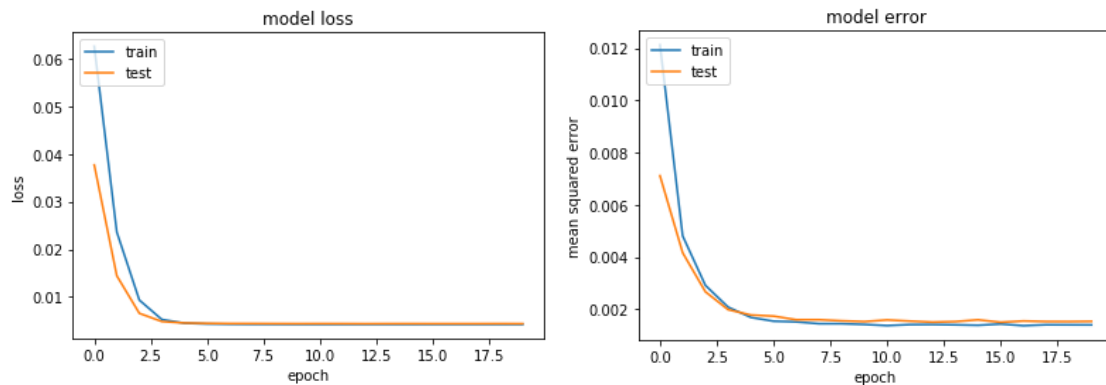 model loss
train
test
0.06
0.05
0.04
0.03
0.02
0.01
loss
0.0 2.5 5.0 7.5 10.0 12.5 15.0 17.5
epoch
model error
train
test
0.012
0.010
0.008
0.006
0.004
0.002
mean squared error
0.0 2.5 5.0 7.5 10.0 12.5 15.0 17.5
epoch